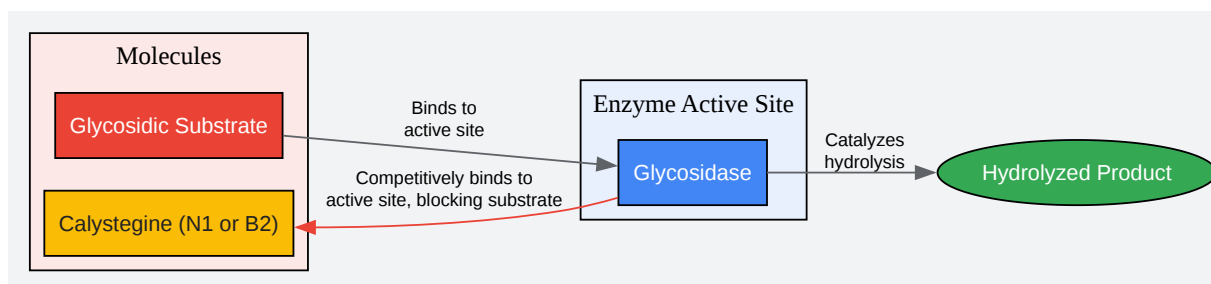 Molecules
Glycosidic Substrate
Calystegine (N1 or B2)
Binds to
active site
Competitively binds to
active site, blocking substrate
Enzyme Active Site
Glycosidase
Catalyzes
hydrolysis
Hydrolyzed Product